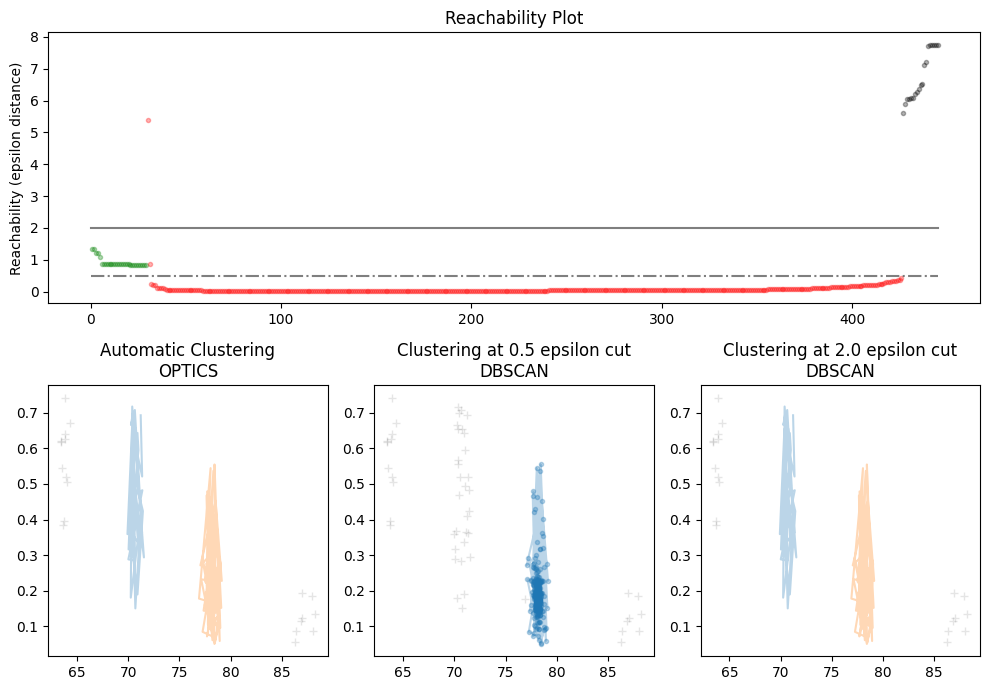 Reachability Plot
Reachability (epsilon distance)
8
7
6
5
4
3
2
1
0
0 100 200 300 400
Automatic Clustering
OPTICS
0.7
0.6
0.5
0.4
0.3
0.2
0.1
65 70 75 80 85
Clustering at 0.5 epsilon cut
DBSCAN
0.7
0.6
0.5
0.4
0.3
0.2
0.1
65 70 75 80 85
Clustering at 2.0 epsilon cut
DBSCAN
0.7
0.6
0.5
0.4
0.3
0.2
0.1
65 70 75 80 85